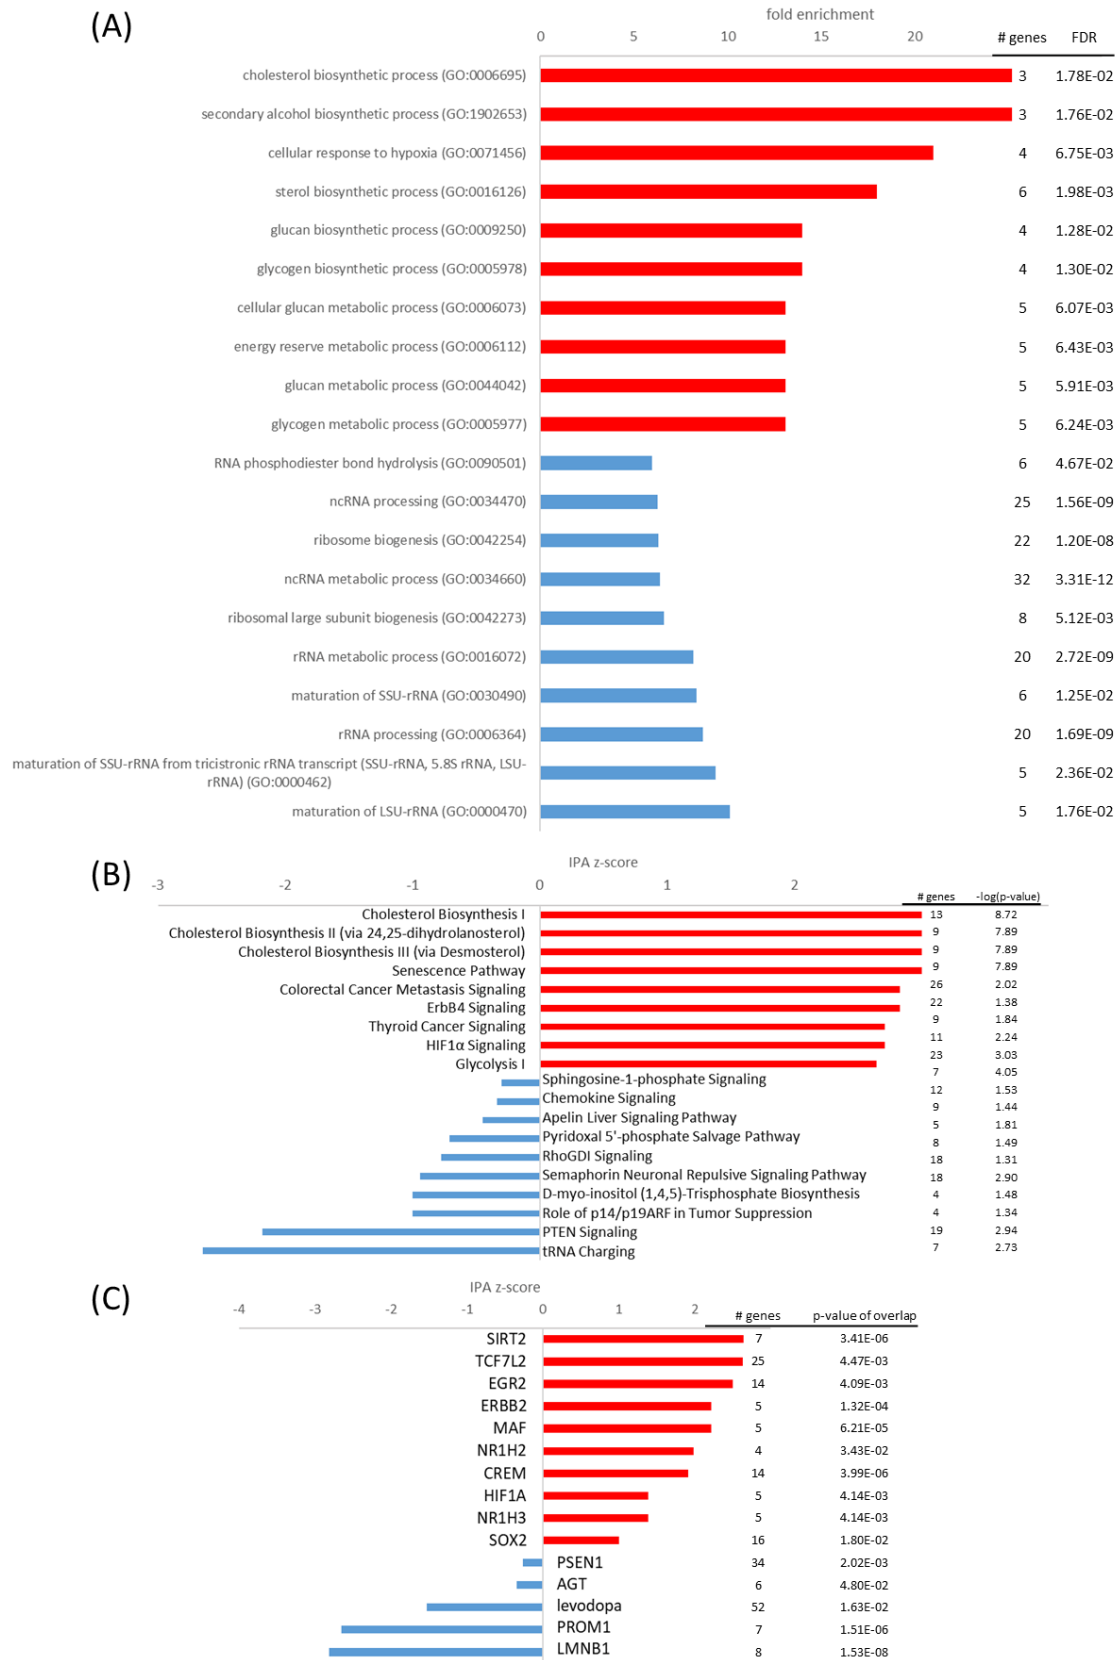 (A)
fold enrichment
0 5 10 15 20 # genes FDR
cholesterol biosynthetic process (GO:0006695) 3 1.78E-02
secondary alcohol biosynthetic process (GO:1902653) 3 1.76E-02
cellular response to hypoxia (GO:0071456) 4 6.75E-03
sterol biosynthetic process (GO:0016126) 6 1.98E-03
glucan biosynthetic process (GO:0009250) 4 1.28E-02
glycogen biosynthetic process (GO:0005978) 4 1.30E-02
cellular glucan metabolic process (GO:0006073) 5 6.07E-03
energy reserve metabolic process (GO:0006112) 5 6.43E-03
glucan metabolic process (GO:0044042) 5 5.91E-03
glycogen metabolic process (GO:0005977) 5 6.24E-03
RNA phosphodiester bond hydrolysis (GO:0090501) 6 4.67E-02
ncRNA processing (GO:0034470) 25 1.56E-09
ribosome biogenesis (GO:0042254) 22 1.20E-08
ncRNA metabolic process (GO:0034660) 32 3.31E-12
ribosomal large subunit biogenesis (GO:0042273) 8 5.12E-03
rRNA metabolic process (GO:0016072) 20 2.72E-09
maturation of SSU-rRNA (GO:0030490) 6 1.25E-02
rRNA processing (GO:0006364) 20 1.69E-09
maturation of SSU-rRNA from tricistronic rRNA transcript (SSU-rRNA, 5.8S rRNA, LSU-
rRNA) (GO:0000462) 5 2.36E-02
maturation of LSU-rRNA (GO:0000470) 5 1.76E-02
(B)
IPA z-score
-3 -2 -1 0 1 2
# genes -log(p-value)
Cholesterol Biosynthesis I 13 8.72
Cholesterol Biosynthesis II (via 24,25-dihydrolanosterol) 9 7.89
Cholesterol Biosynthesis III (via Desmosterol) 9 7.89
Senescence Pathway 9 7.89
Colorectal Cancer Metastasis Signaling 26 2.02
ErbB4 Signaling 22 1.38
Thyroid Cancer Signaling 9 1.84
HIF1α Signaling 11 2.24
Glycolysis I 23 3.03
Sphingosine-1-phosphate Signaling 7 4.05
Chemokine Signaling 12 1.53
Apelin Liver Signaling Pathway 9 1.44
Pyridoxal 5'-phosphate Salvage Pathway 5 1.81
RhoGDI Signaling 8 1.49
Semaphorin Neuronal Repulsive Signaling Pathway 18 1.31
18 2.90
D-myo-inositol (1,4,5)-Trisphosphate Biosynthesis 4 1.48
Role of p14/p19ARF in Tumor Suppression 4 1.34
PTEN Signaling 19 2.94
tRNA Charging 7 2.73
(C)
IPA z-score
-4 -3 -2 -1 0 1 2
# genes p-value of overlap
SIRT2 7 3.41E-06
TCF7L2 25 4.47E-03
EGR2 14 4.09E-03
ERBB2 5 1.32E-04
MAF 5 6.21E-05
NR1H2 4 3.43E-02
CREM 14 3.99E-06
HIF1A 5 4.14E-03
NR1H3 5 4.14E-03
SOX2 16 1.80E-02
PSEN1 34 2.02E-03
AGT 6 4.80E-02
levodopa 52 1.63E-02
PROM1 7 1.51E-06
LMNB1 8 1.53E-08